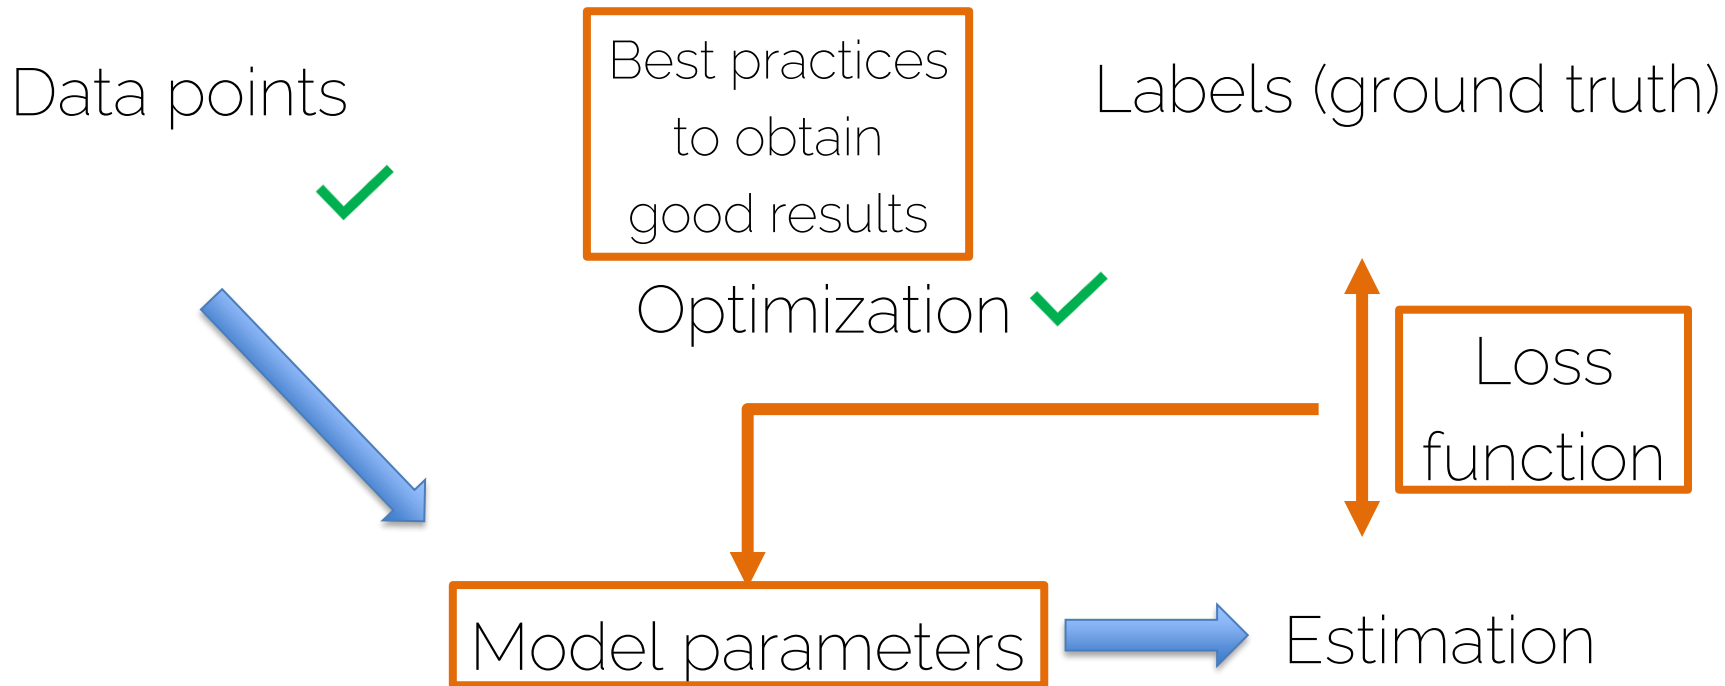 Data points
Best practices
to obtain
good results
Labels (ground truth)
Optimization
Loss
function
Model parameters
Estimation